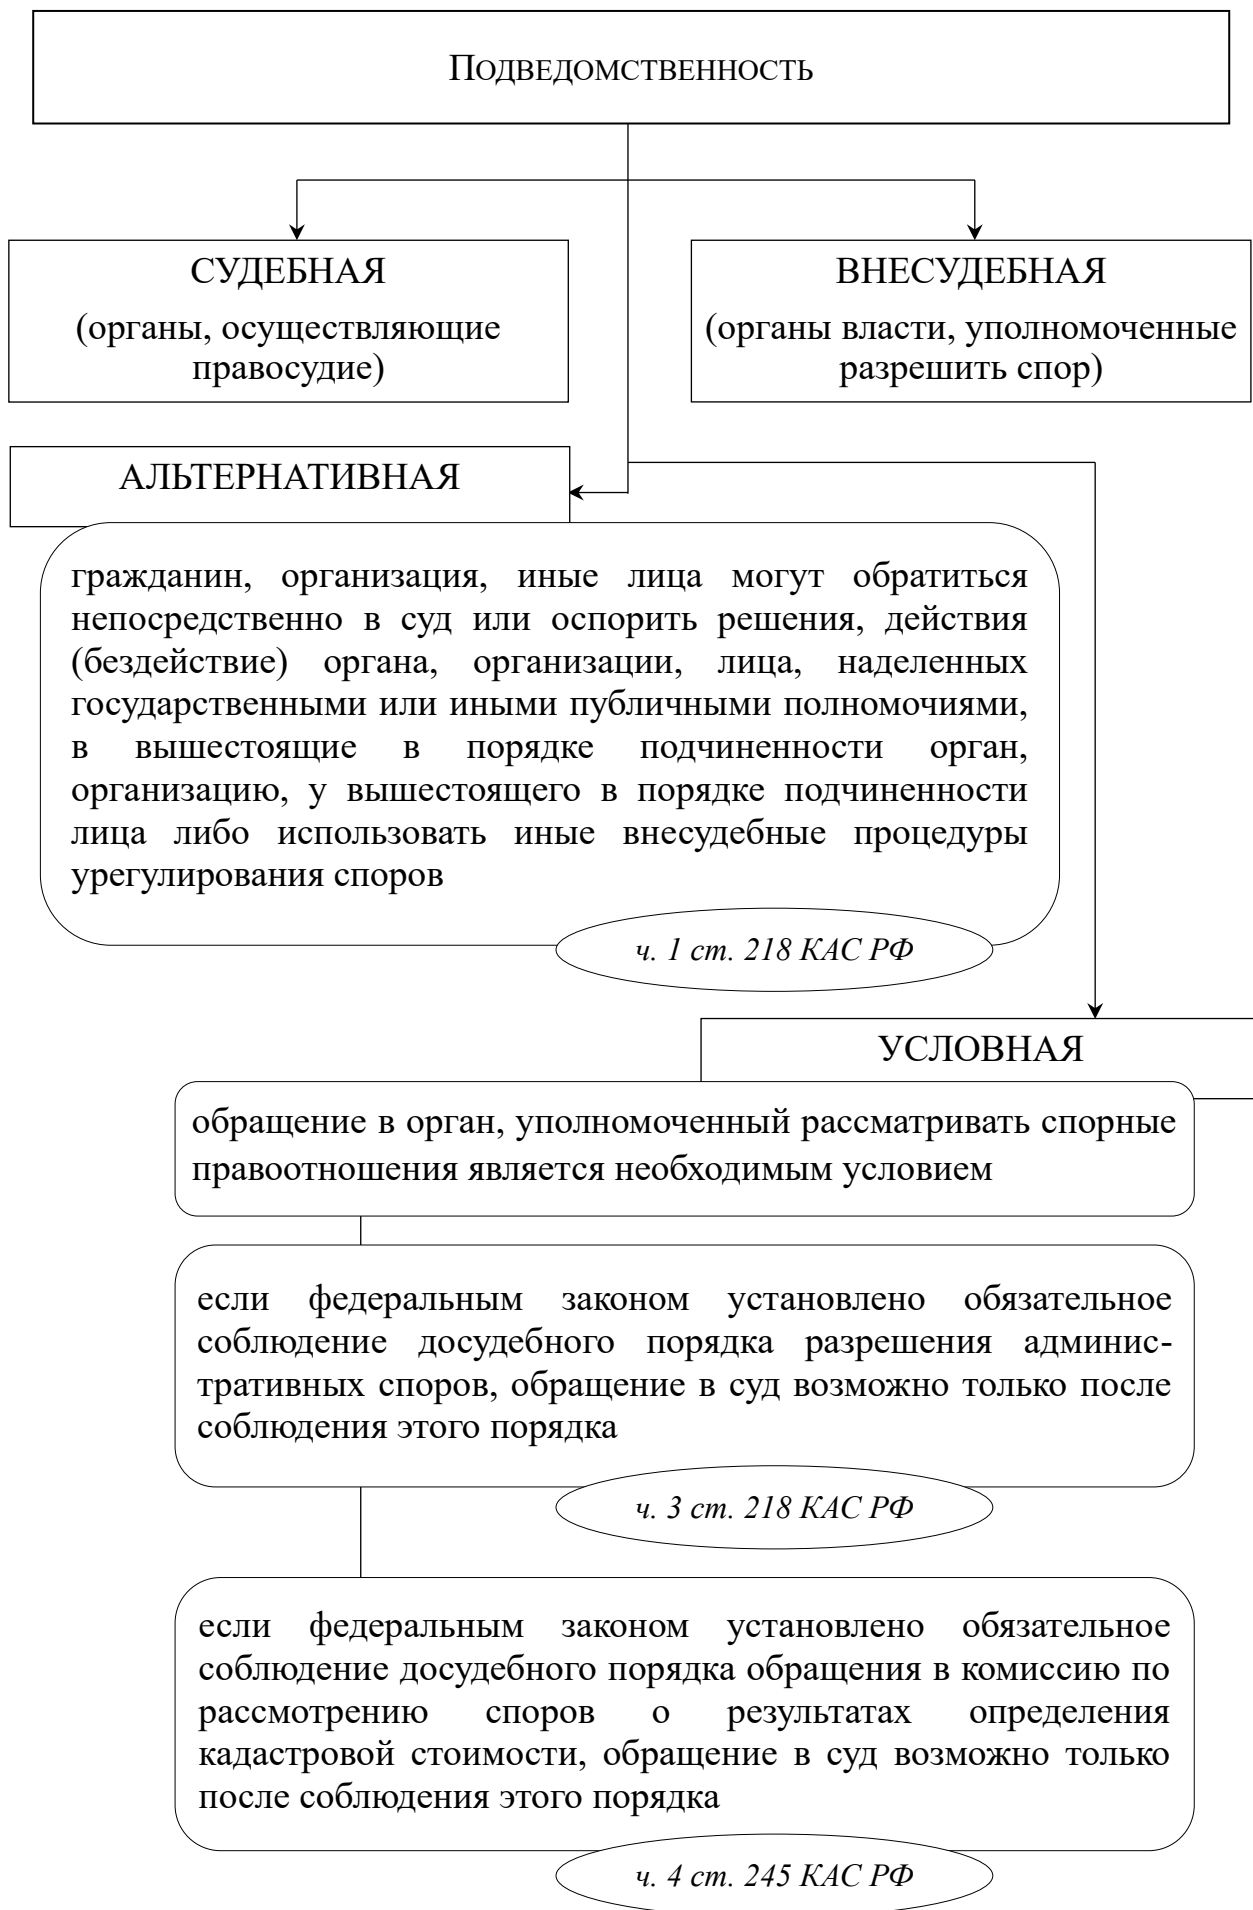 ПОДВЕДОМСТВЕННОСТЬ
СУДЕБНАЯ
(органы, осуществляющие
правосудие)
ВНЕСУДЕБНАЯ
(органы власти, уполномоченные
разрешить спор)
АЛЬТЕРНАТИВНАЯ
гражданин, организация, иные лица могут обратиться
непосредственно в суд или оспорить решения, действия
(бездействие) органа, организации, лица, наделенных
государственными или иными публичными полномочиями,
в вышестоящие в порядке подчиненности орган,
организацию, у вышестоящего в порядке подчиненности
лица либо использовать иные внесудебные процедуры
урегулирования споров
ч. 1 ст. 218 КАС РФ
УСЛОВНАЯ
обращение в орган, уполномоченный рассматривать спорные
правоотношения является необходимым условием
если федеральным законом установлено обязательное
соблюдение досудебного порядка разрешения админис-
тративных споров, обращение в суд возможно только после
соблюдения этого порядка
ч. 3 ст. 218 КАС РФ
если федеральным законом установлено обязательное
соблюдение досудебного порядка обращения в комиссию по
рассмотрению споров о результатах определения
кадастровой стоимости, обращение в суд возможно только
после соблюдения этого порядка
ч. 4 ст. 245 КАС РФ